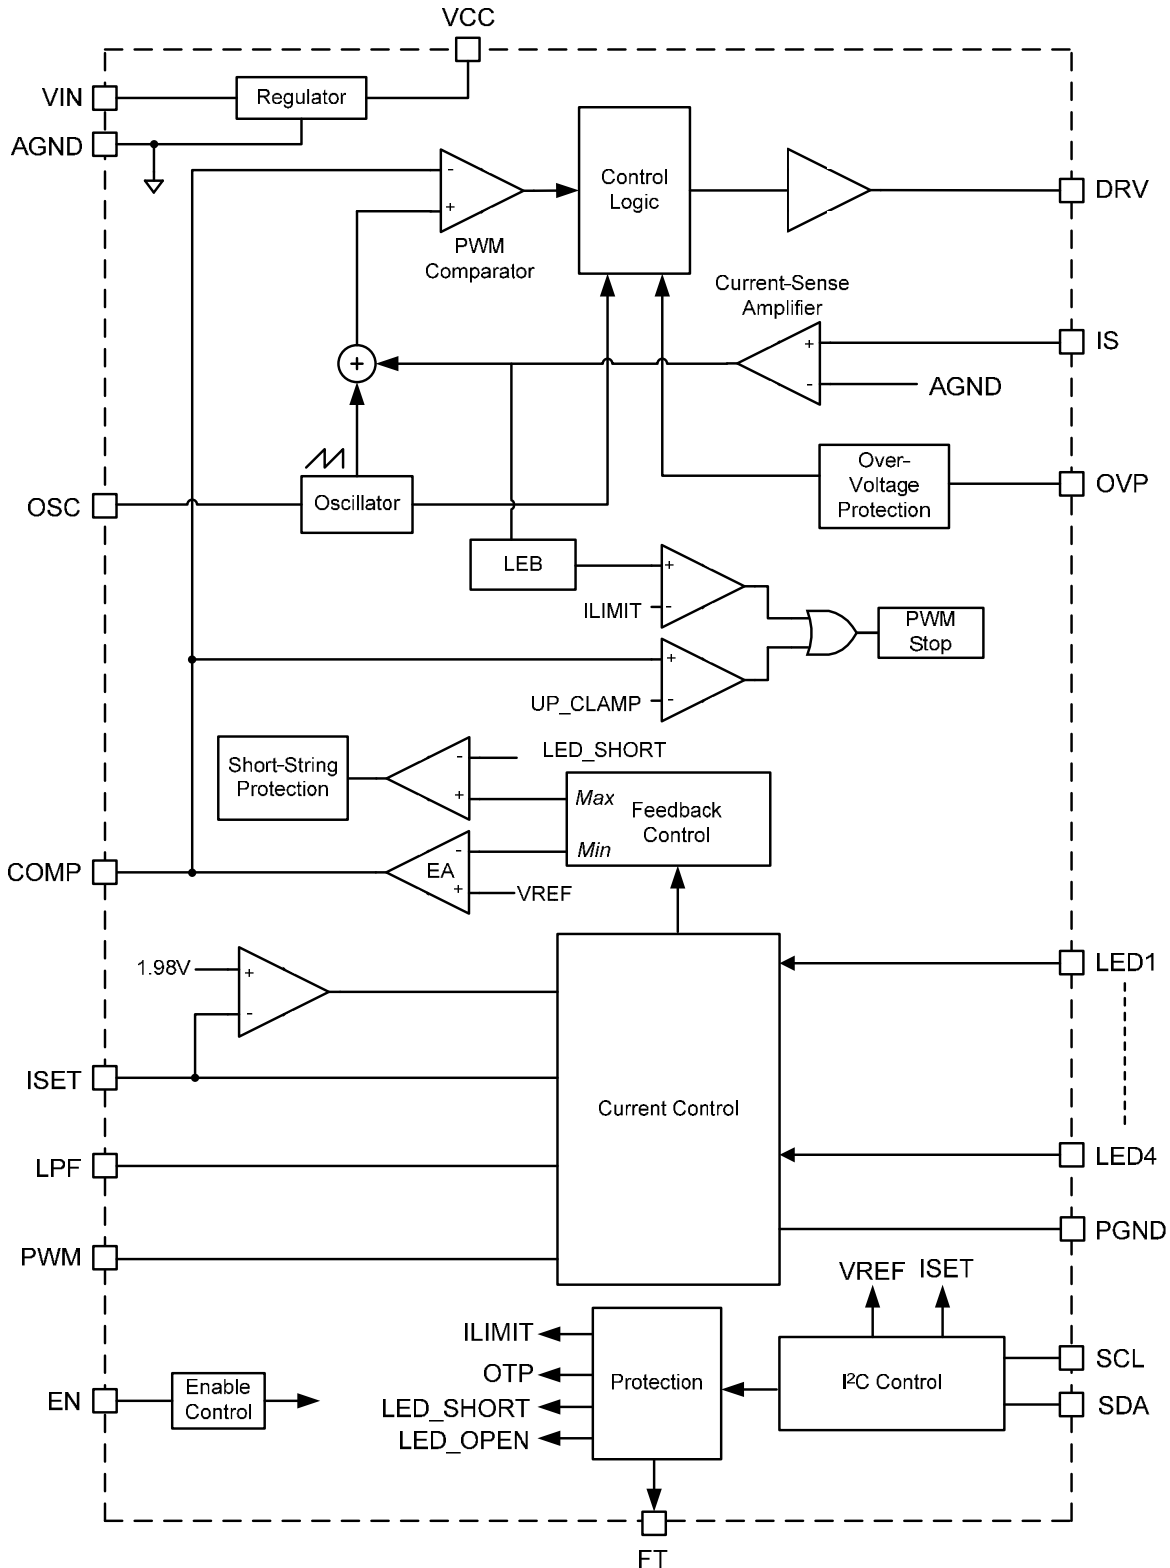 VCC
VIN
Regulator
AGND
-
+
PWM
Comparator
Control
Logic
DRV
Current-Sense
Amplifier
+
-
IS
AGND
+
Over-
Voltage
Protection
OVP
OSC
Oscillator
LEB
+
-
ILIMIT
PWM
Stop
+
-
UP_CLAMP
Short-String
Protection
-
+
LED_SHORT
Max
Min
Feedback
Control
COMP
EA
-
+
VREF
1.98V
+
-
LED1
ISET
Current Control
LPF
LED4
PWM
PGND
VREF
ISET
ILIMIT
OTP
LED_SHORT
LED_OPEN
Protection
I²C Control
SCL
SDA
EN
Enable
Control
FT